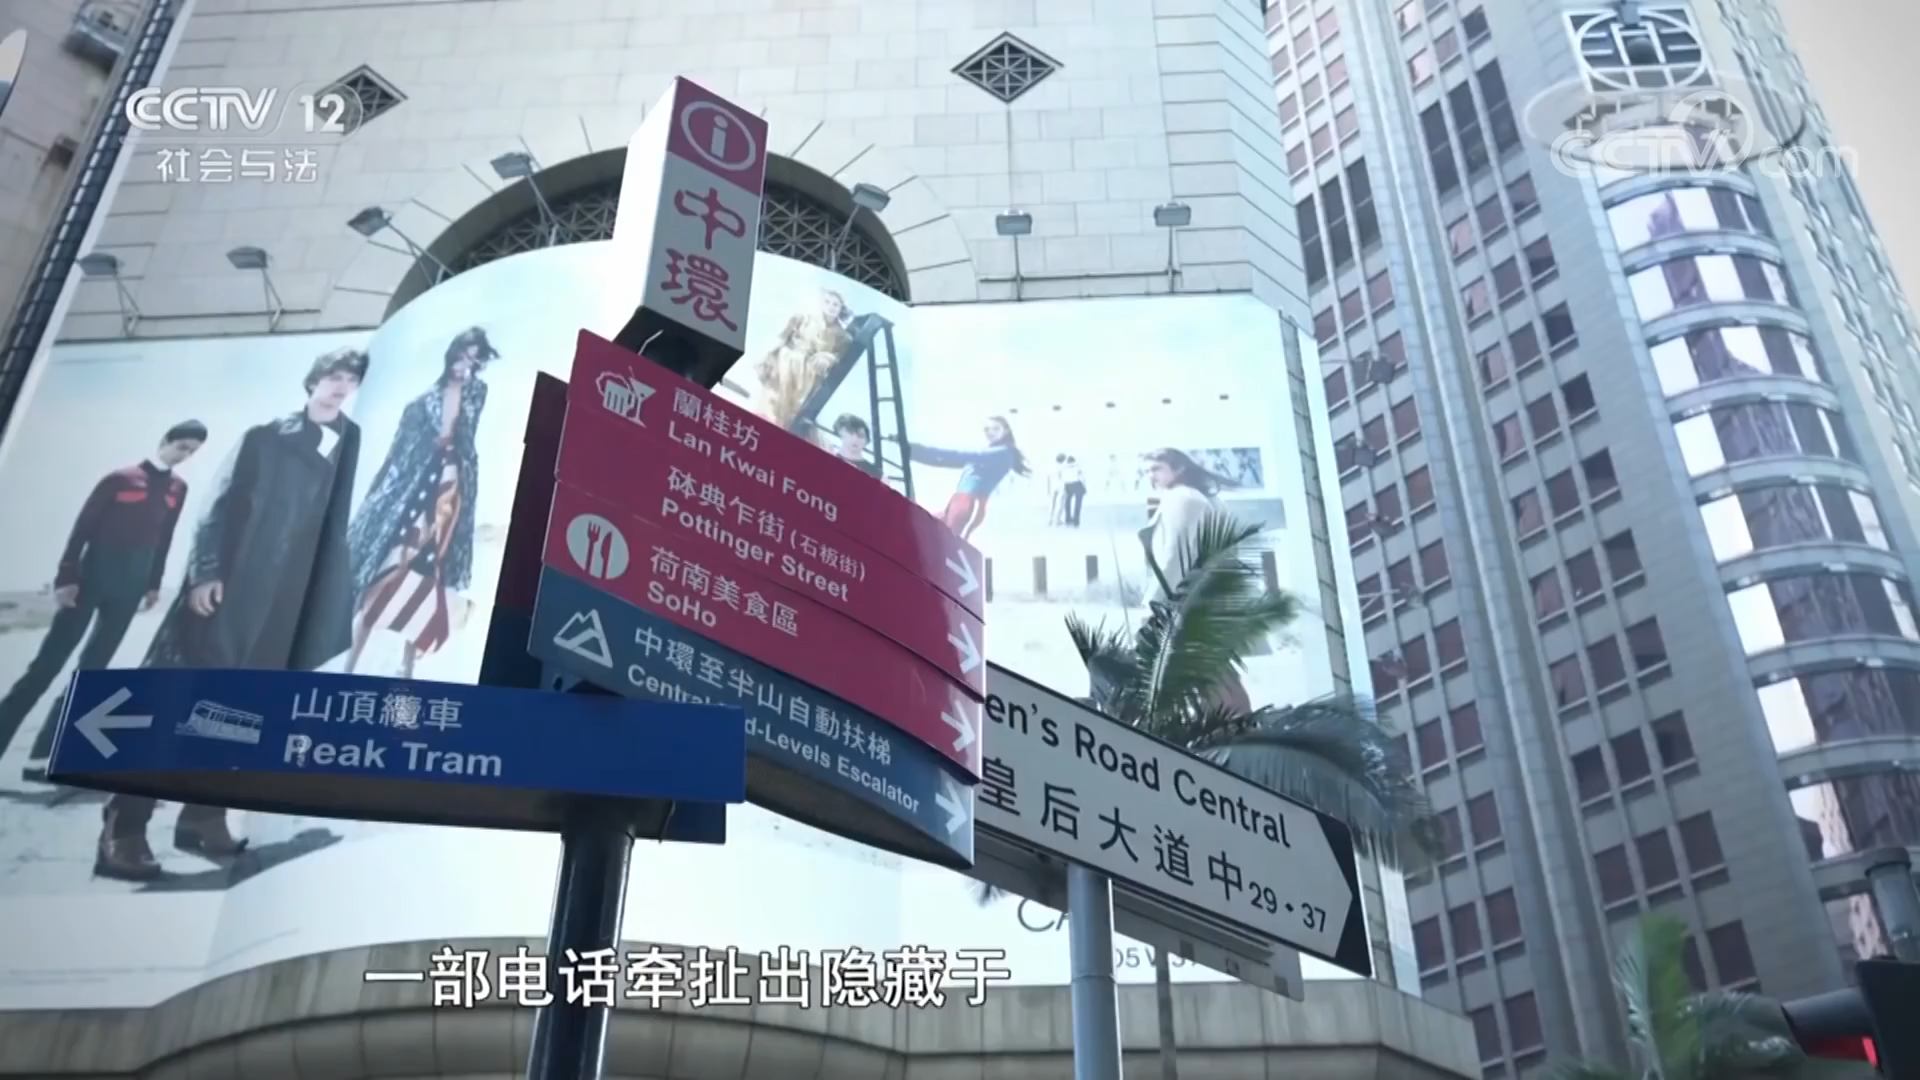 CCTV 12
社会与法
CCTV.com
中環
蘭桂坊
Lan Kwai Fong
砵典乍街 (石板街)
Pottinger Street
荷南美食區
SoHo
中環至半山自動扶梯
Central d-Levels Escalator
山頂纜車
Peak Tram
en's Road Central
皇后大道中 29 • 37
一部电话牵扯出隐藏于